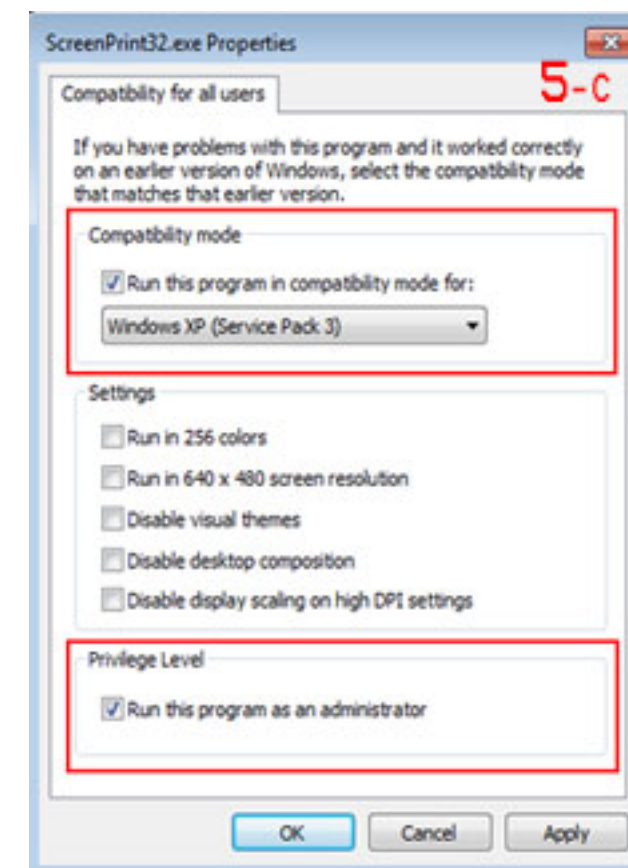 ScreenPrint32.exe Properties
5-c
Compatibility for all users
If you have problems with this program and it worked correctly
on an earlier version of Windows, select the compatibility mode
that matches that earlier version.
Compatibility mode
Run this program in compatibility mode for:
Windows XP (Service Pack 3)
Settings
Run in 256 colors
Run in 640 x 480 screen resolution
Disable visual themes
Disable desktop composition
Disable display scaling on high DPI settings
Privilege Level
Run this program as an administrator
OK Cancel Apply